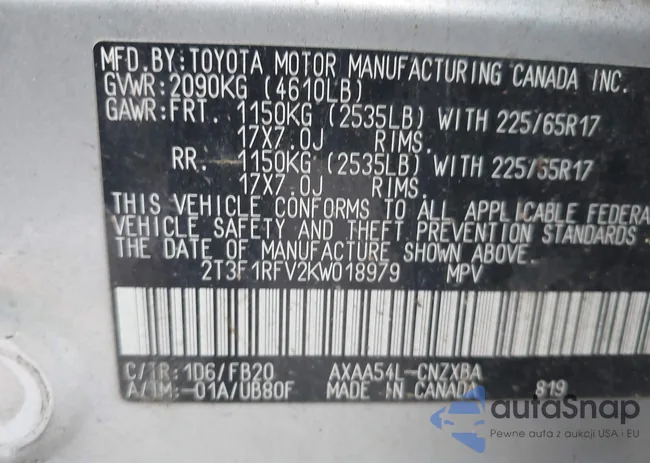 MFD.BY:TOYOTA MOTOR MANUFACTURING CANADA INC.
GVWR:2090KG (4610LB)
GAWR:FRT. 1150KG (2535LB) WITH 225/65R17
17X7.0J RIMS.
RR. 1150KG (2535LB) WITH 225/65R17
17X7.0J RIMS.
THIS VEHICLE CONFORMS TO ALL APPLICABLE FEDERA
VEHICLE SAFETY AND THEFT PREVENTION STANDARDS
THE DATE OF MANUFACTURE SHOWN ABOVE.
2T3F1RFV2KW018979 MPV
C/TR:1D6/FB20 AXAA54L-CNZXBA
A/TM:-01A/UB80F MADE IN CANADA 819
autaSnap
Pewne auta z aukcji USA i EU